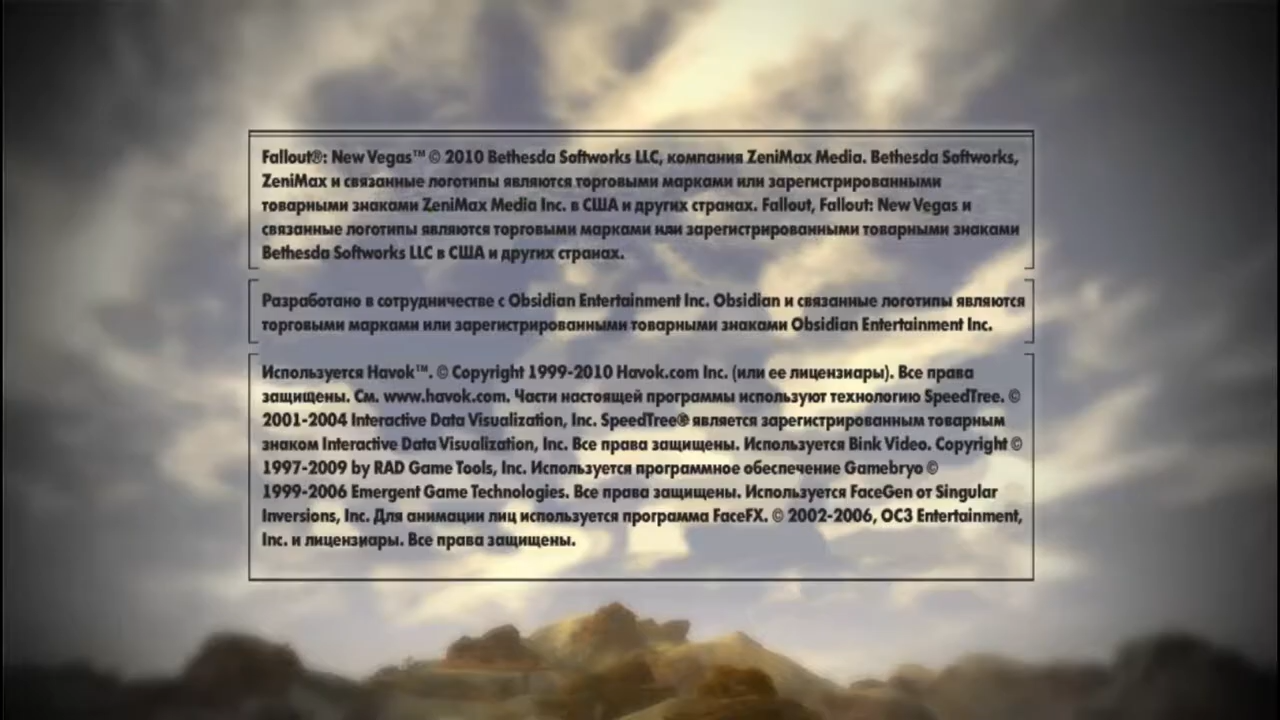 Fallout®: New Vegas™ © 2010 Bethesda Softworks LLC, компания ZeniMax Media. Bethesda Softworks,
ZeniMax и связанные логотипы являются торговыми марками или зарегистрированными
товарными знаками ZeniMax Media Inc. в США и других странах. Fallout, Fallout: New Vegas и
связанные логотипы являются торговыми марками или зарегистрированными товарными знаками
Bethesda Softworks LLC в США и других странах.
Разработано в сотрудничестве с Obsidian Entertainment Inc. Obsidian и связанные логотипы являются
торговыми марками или зарегистрированными товарными знаками Obsidian Entertainment Inc.
Используется Havok™. © Copyright 1999-2010 Havok.com Inc. (или ее лицензиары). Все права
защищены. См. www.havok.com. Части настоящей программы используют технологию SpeedTree. ©
2001-2004 Interactive Data Visualization, Inc. SpeedTree® является зарегистрированным товарным
знаком Interactive Data Visualization, Inc. Все права защищены. Используется Bink Video. Copyright ©
1997-2009 by RAD Game Tools, Inc. Используется программное обеспечение Gamebryo ©
1999-2006 Emergent Game Technologies. Все права защищены. Используется FaceGen от Singular
Inversions, Inc. Для анимации лиц используется программа FaceFX. © 2002-2006, OC3 Entertainment,
Inc. и лицензиары. Все права защищены.